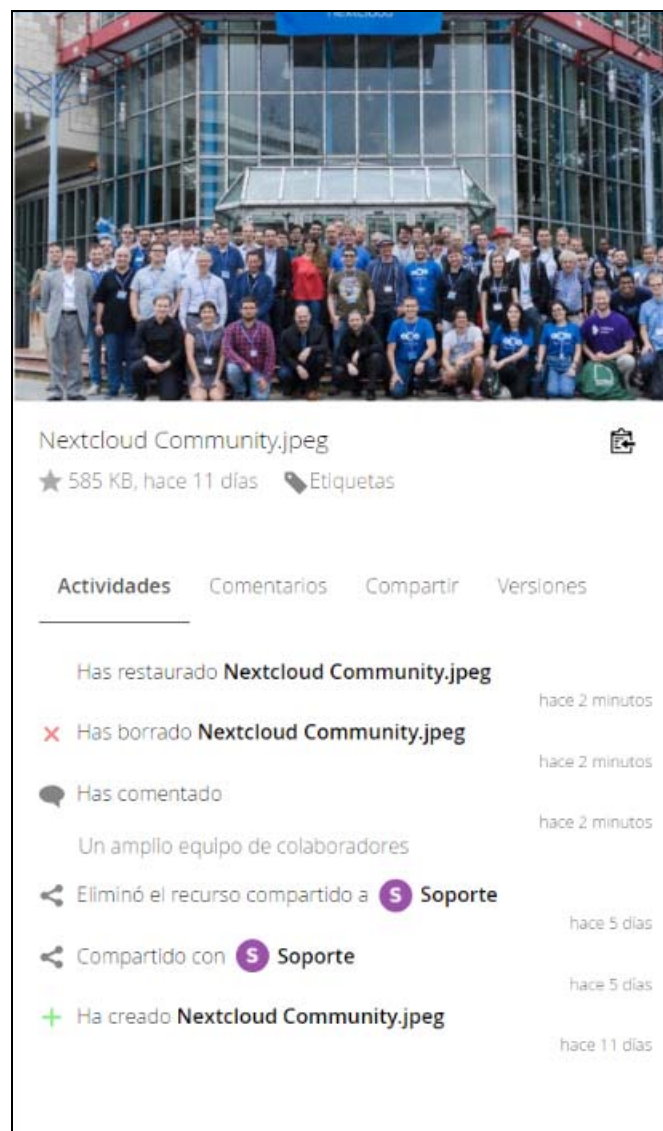 nextcloud
Nextcloud Community.jpeg
585 KB, hace 11 días Etiquetas
Actividades Comentarios Compartir Versiones
Has restaurado Nextcloud Community.jpeg
hace 2 minutos
Has borrado Nextcloud Community.jpeg
hace 2 minutos
Has comentado
hace 2 minutos
Un amplio equipo de colaboradores
Eliminó el recurso compartido a S Soporte
hace 5 días
Compartido con S Soporte
hace 5 días
Ha creado Nextcloud Community.jpeg
hace 11 días